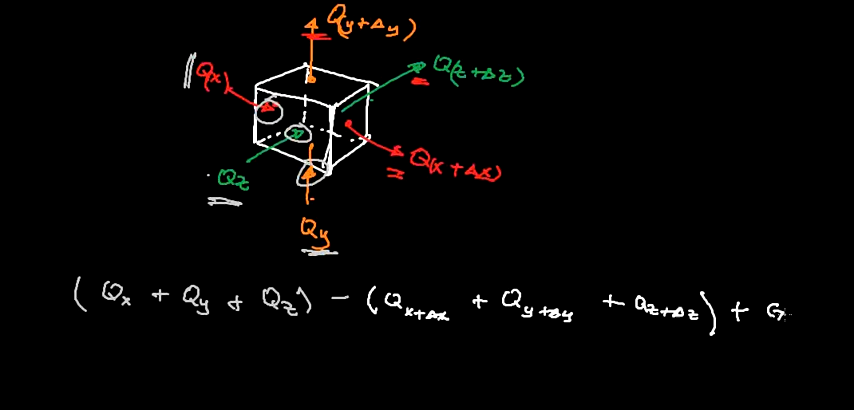 Q(y+Δy)
Q(x)
Q(z+Δz)
Q(x+Δx)
Qz
Qy
(Qx + Qy + Qz) - (Qx+Δx + Qy+Δy + Qz+Δz) + G